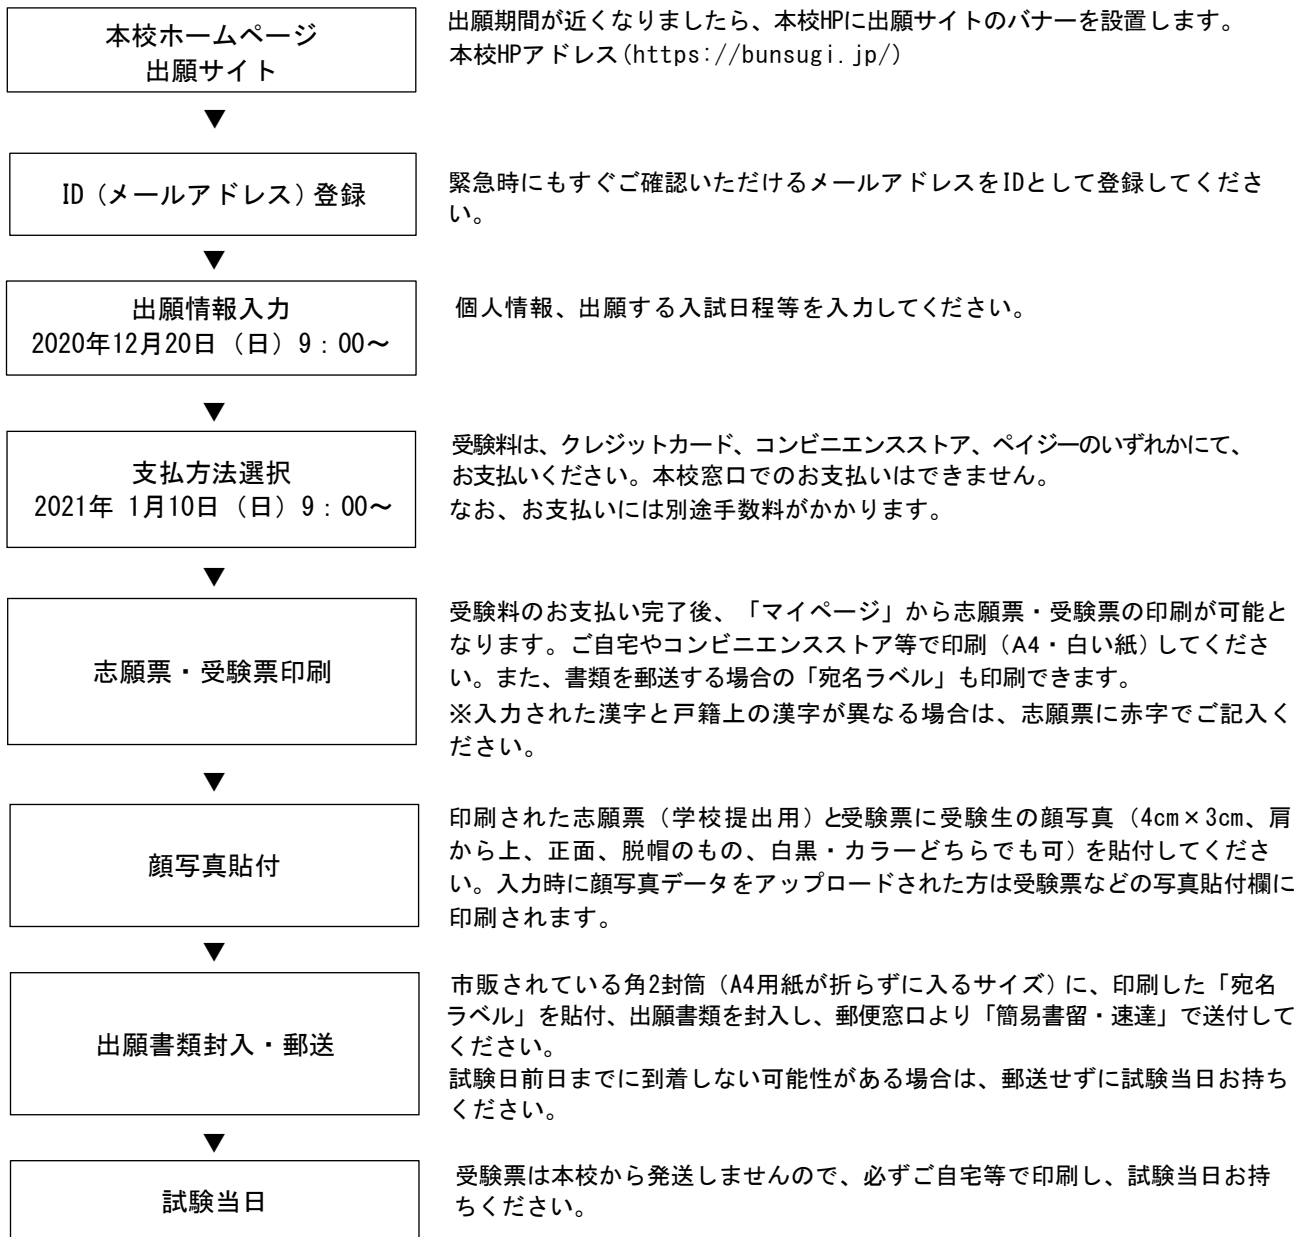 本校ホームページ
出願サイト
出願期間が近くなりましたら、本校HPに出願サイトのバナーを設置します。
本校HPアドレス(https://bunsugi.jp/)
▼
ID（メールアドレス）登録
緊急時にもすぐご確認いただけるメールアドレスをIDとして登録してくださ
い。
▼
出願情報入力
2020年12月20日（日）9：00～
個人情報、出願する入試日程等を入力してください。
▼
支払方法選択
2021年 1月10日（日）9：00～
受験料は、クレジットカード、コンビニエンスストア、ペイジーのいずれかにて、
お支払いください。本校窓口でのお支払いはできません。
なお、お支払いには別途手数料がかかります。
▼
志願票・受験票印刷
受験料のお支払い完了後、「マイページ」から志願票・受験票の印刷が可能と
なります。ご自宅やコンビニエンスストア等で印刷（A4・白い紙）してくださ
い。また、書類を郵送する場合の「宛名ラベル」も印刷できます。
※入力された漢字と戸籍上の漢字が異なる場合は、志願票に赤字でご記入く
ださい。
▼
顔写真貼付
印刷された志願票（学校提出用）と受験票に受験生の顔写真（4cm×3cm、肩
から上、正面、脱帽のもの、白黒・カラーどちらでも可）を貼付してくださ
い。入力時に顔写真データをアップロードされた方は受験票などの写真貼付欄に
印刷されます。
▼
出願書類封入・郵送
市販されている角2封筒（A4用紙が折らずに入るサイズ）に、印刷した「宛名
ラベル」を貼付、出願書類を封入し、郵便窓口より「簡易書留・速達」で送付して
ください。
試験日前日までに到着しない可能性がある場合は、郵送せずに試験当日お持ち
ください。
▼
試験当日
受験票は本校から発送しませんので、必ずご自宅等で印刷し、試験当日お持
ちください。